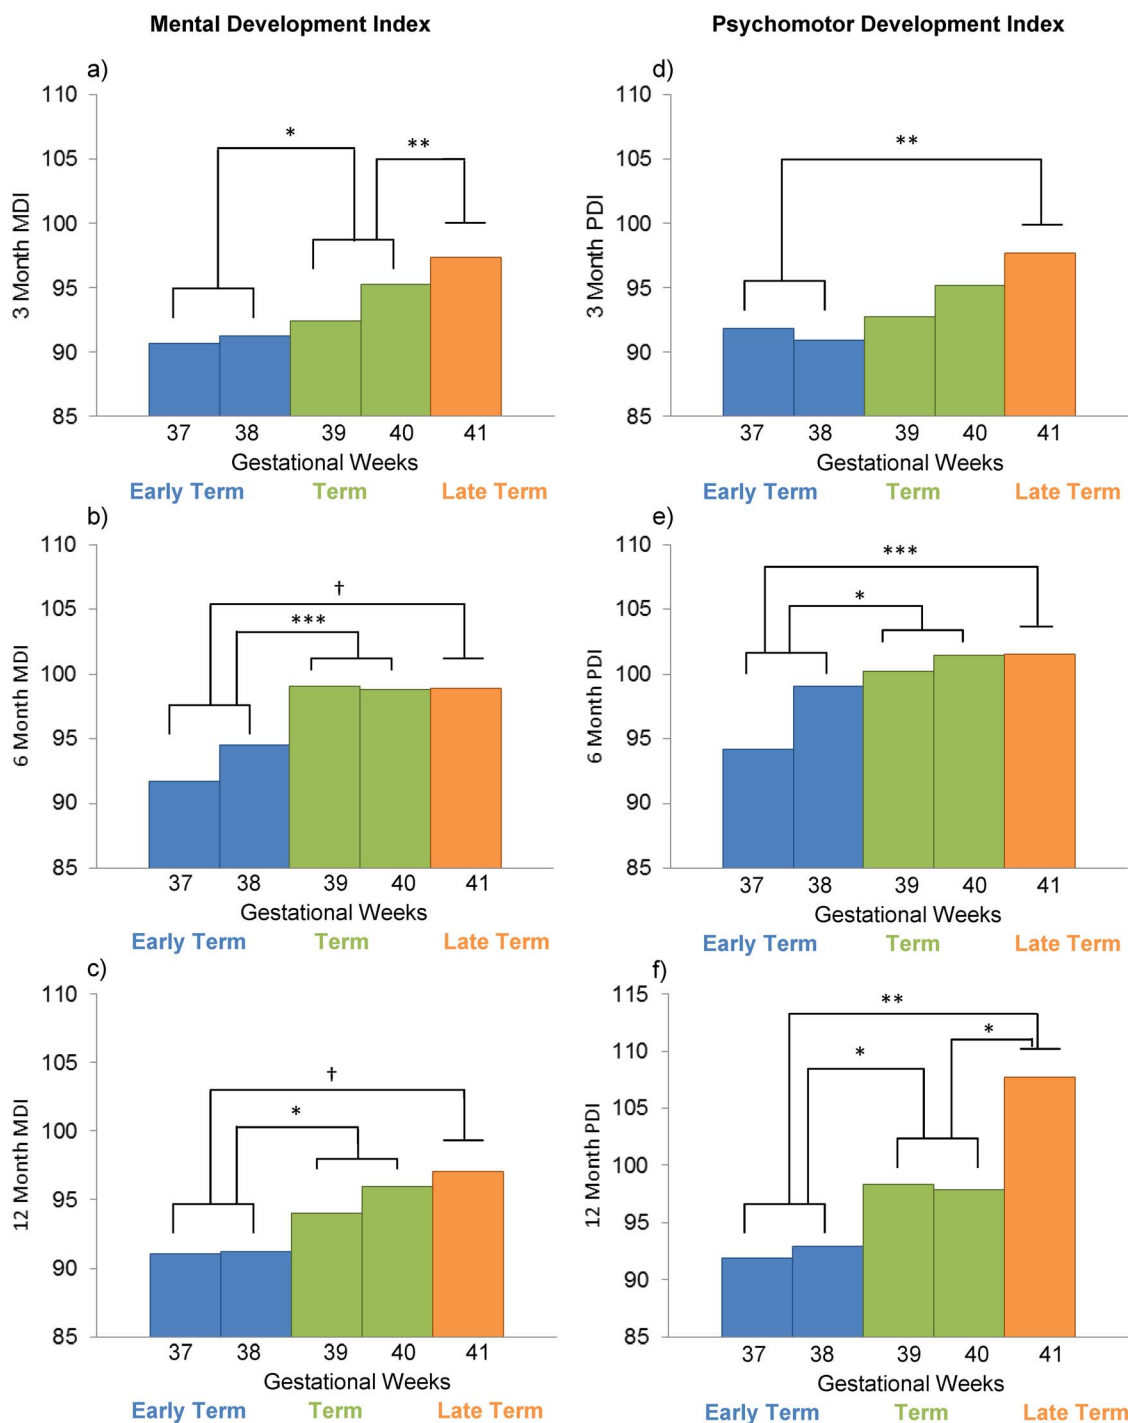 Mental Development Index
Psychomotor Development Index
a)
110
105
100
95
90
85
3 Month MDI
*
**
37 38 39 40 41
Gestational Weeks
Early Term Term Late Term
d)
110
105
100
95
90
85
3 Month PDI
**
37 38 39 40 41
Gestational Weeks
Early Term Term Late Term
b)
110
105
100
95
90
85
6 Month MDI
†
***
37 38 39 40 41
Gestational Weeks
Early Term Term Late Term
e)
110
105
100
95
90
85
6 Month PDI
***
*
37 38 39 40 41
Gestational Weeks
Early Term Term Late Term
c)
110
105
100
95
90
85
12 Month MDI
†
*
37 38 39 40 41
Gestational Weeks
Early Term Term Late Term
f)
115
110
105
100
95
90
85
12 Month PDI
**
*
*
37 38 39 40 41
Gestational Weeks
Early Term Term Late Term